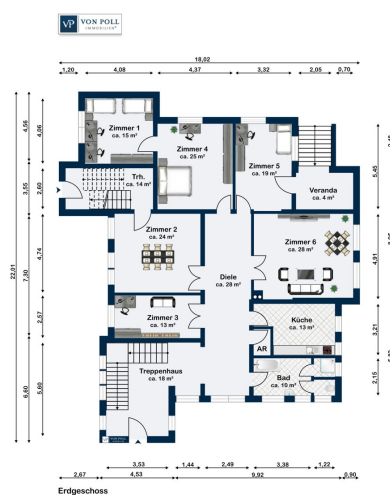 VP VON POLL
IMMOBILIEN®
18,02
1,20 4,08 4,37 3,32 2,05 0,70
22,01
4,56
4,06
3,55
2,60
7,30
4,74
2,57
6,60
5,60
5,45
4,91
3,21
2,15
Zimmer 1
ca. 15 m²
Zimmer 4
ca. 25 m²
Zimmer 5
ca. 19 m²
Trh.
ca. 14 m²
Veranda
ca. 4 m²
Zimmer 2
ca. 24 m²
Zimmer 6
ca. 28 m²
Diele
ca. 28 m²
Zimmer 3
ca. 13 m²
Küche
ca. 13 m²
AR
Treppenhaus
ca. 18 m²
Bad
ca. 10 m²
3,53 1,44 2,49 3,38 1,22
2,67 4,53 9,92 0,90
Erdgeschoss